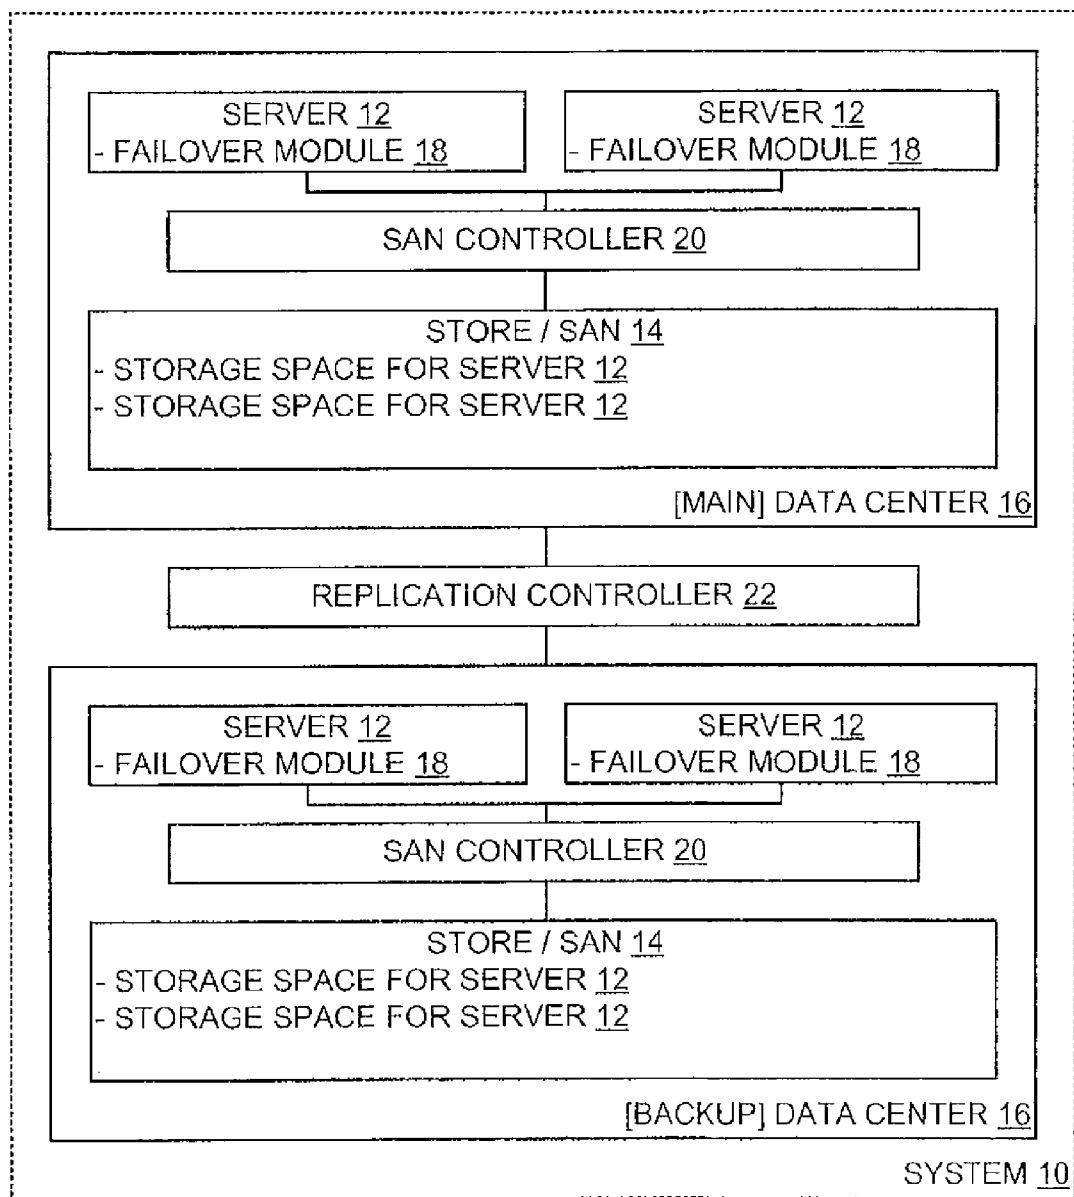 SERVER 12
- FAILOVER MODULE 18
SERVER 12
- FAILOVER MODULE 18
SAN CONTROLLER 20
STORE / SAN 14
- STORAGE SPACE FOR SERVER 12
- STORAGE SPACE FOR SERVER 12
[MAIN] DATA CENTER 16
REPLICATION CONTROLLER 22
SERVER 12
- FAILOVER MODULE 18
SERVER 12
- FAILOVER MODULE 18
SAN CONTROLLER 20
STORE / SAN 14
- STORAGE SPACE FOR SERVER 12
- STORAGE SPACE FOR SERVER 12
[BACKUP] DATA CENTER 16
SYSTEM 10